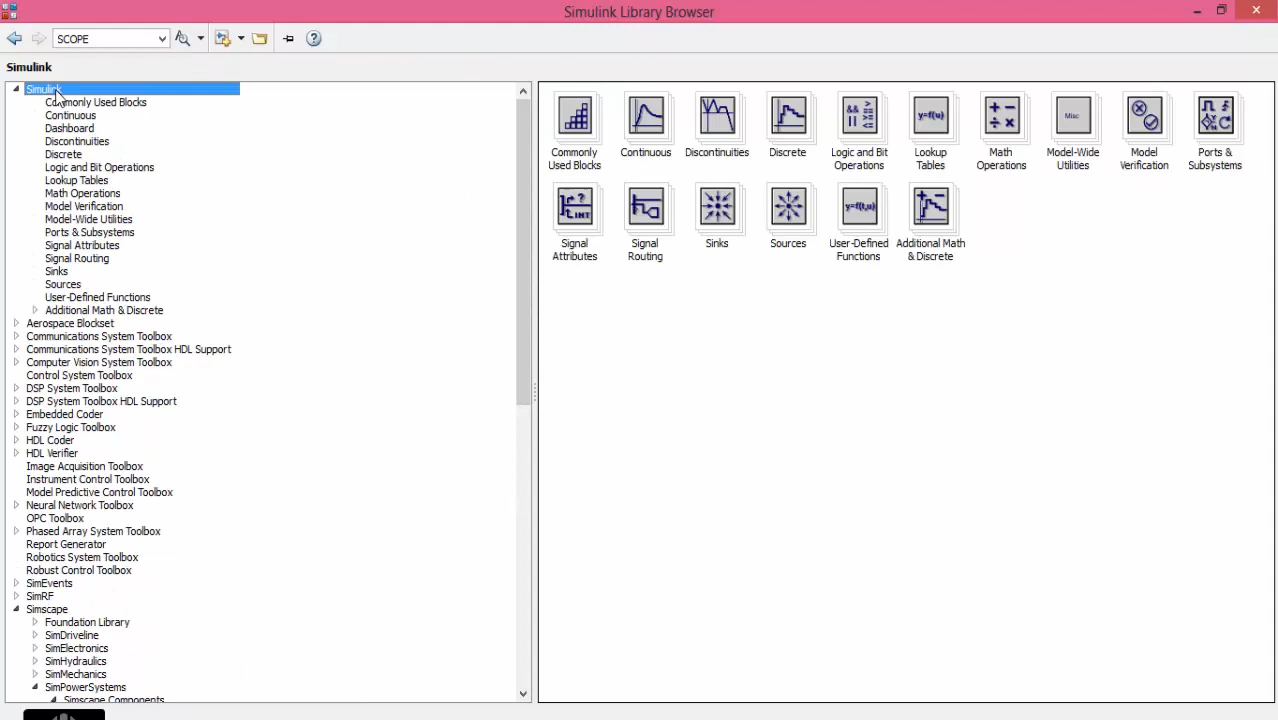 Simulink Library Browser
SCOPE
Simulink
Simulink
Commonly Used Blocks
Continuous
Dashboard
Discontinuities
Discrete
Logic and Bit Operations
Lookup Tables
Math Operations
Model Verification
Model-Wide Utilities
Ports & Subsystems
Signal Attributes
Signal Routing
Sinks
Sources
User-Defined Functions
Additional Math & Discrete
Aerospace Blockset
Communications System Toolbox
Communications System Toolbox HDL Support
Computer Vision System Toolbox
Control System Toolbox
DSP System Toolbox
DSP System Toolbox HDL Support
Embedded Coder
Fuzzy Logic Toolbox
HDL Coder
HDL Verifier
Image Acquisition Toolbox
Instrument Control Toolbox
Model Predictive Control Toolbox
Neural Network Toolbox
OPC Toolbox
Phased Array System Toolbox
Report Generator
Robotics System Toolbox
Robust Control Toolbox
SimEvents
SimRF
Simscape
Foundation Library
SimDriveline
SimElectronics
SimHydraulics
SimMechanics
SimPowerSystems
Simscape Components
&& >=
|| <=
y=f(u)
+ −
÷ ×
Misc
Commonly Used Blocks
Continuous
Discontinuities
Discrete
Logic and Bit Operations
Lookup Tables
Math Operations
Model-Wide Utilities
Model Verification
Ports & Subsystems
?
INT
y=f(t,u)
+ −
Signal Attributes
Signal Routing
Sinks
Sources
User-Defined Functions
Additional Math & Discrete